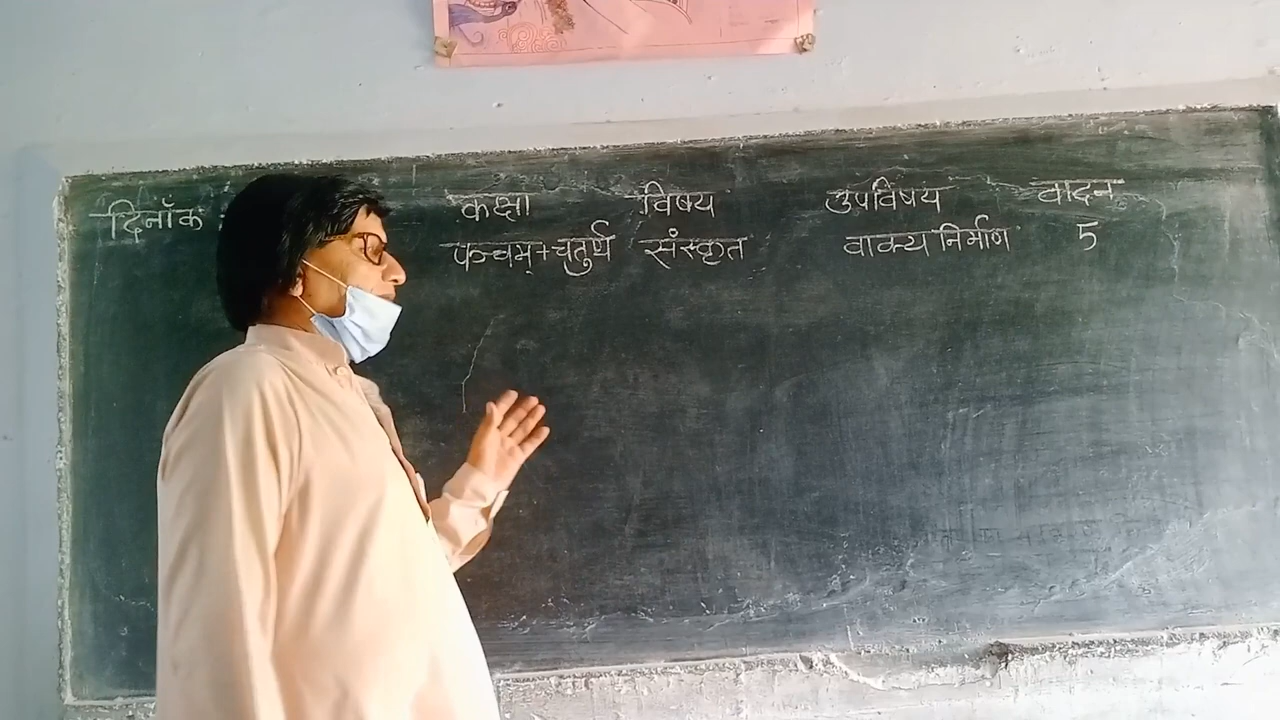 दिनॉक कक्षा विषय उपविषय वादन
पञ्चम्+चतुर्थ संस्कृत वाक्य निर्माण 5